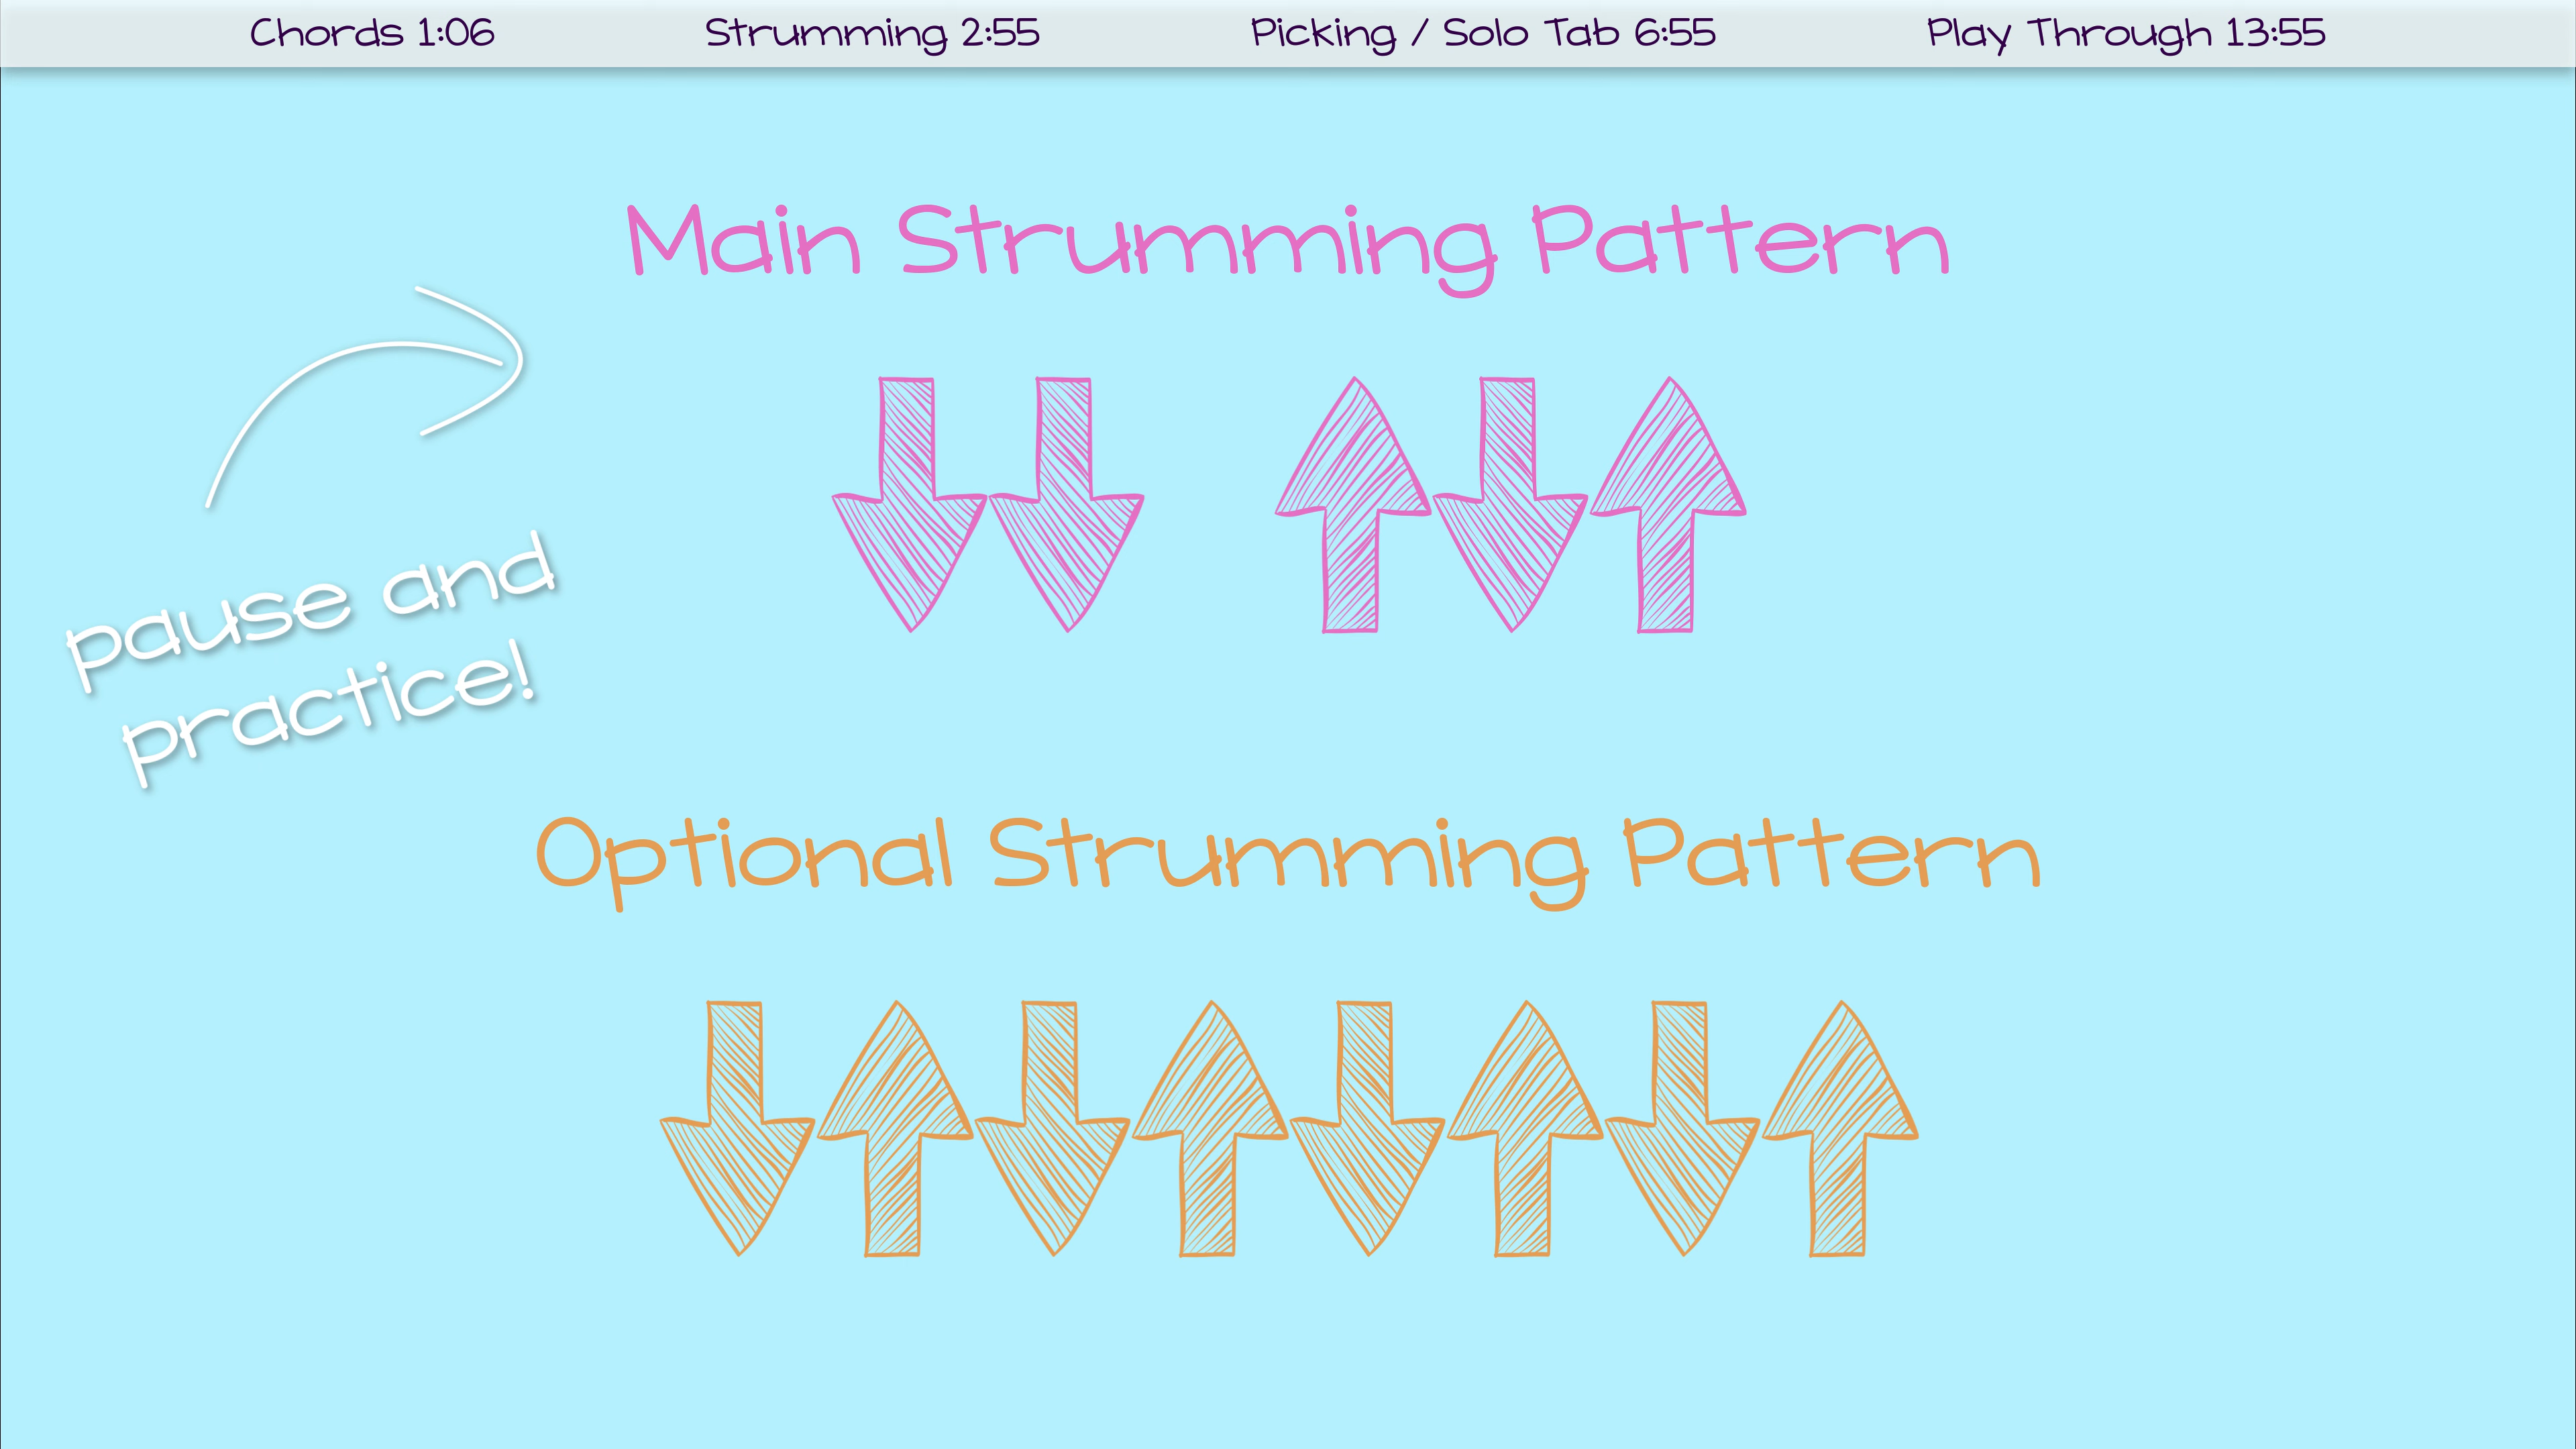 Chords 1:06 Strumming 2:55 Picking / Solo Tab 6:55 Play Through 13:55
Main Strumming Pattern
pause and
practice!
Optional Strumming Pattern